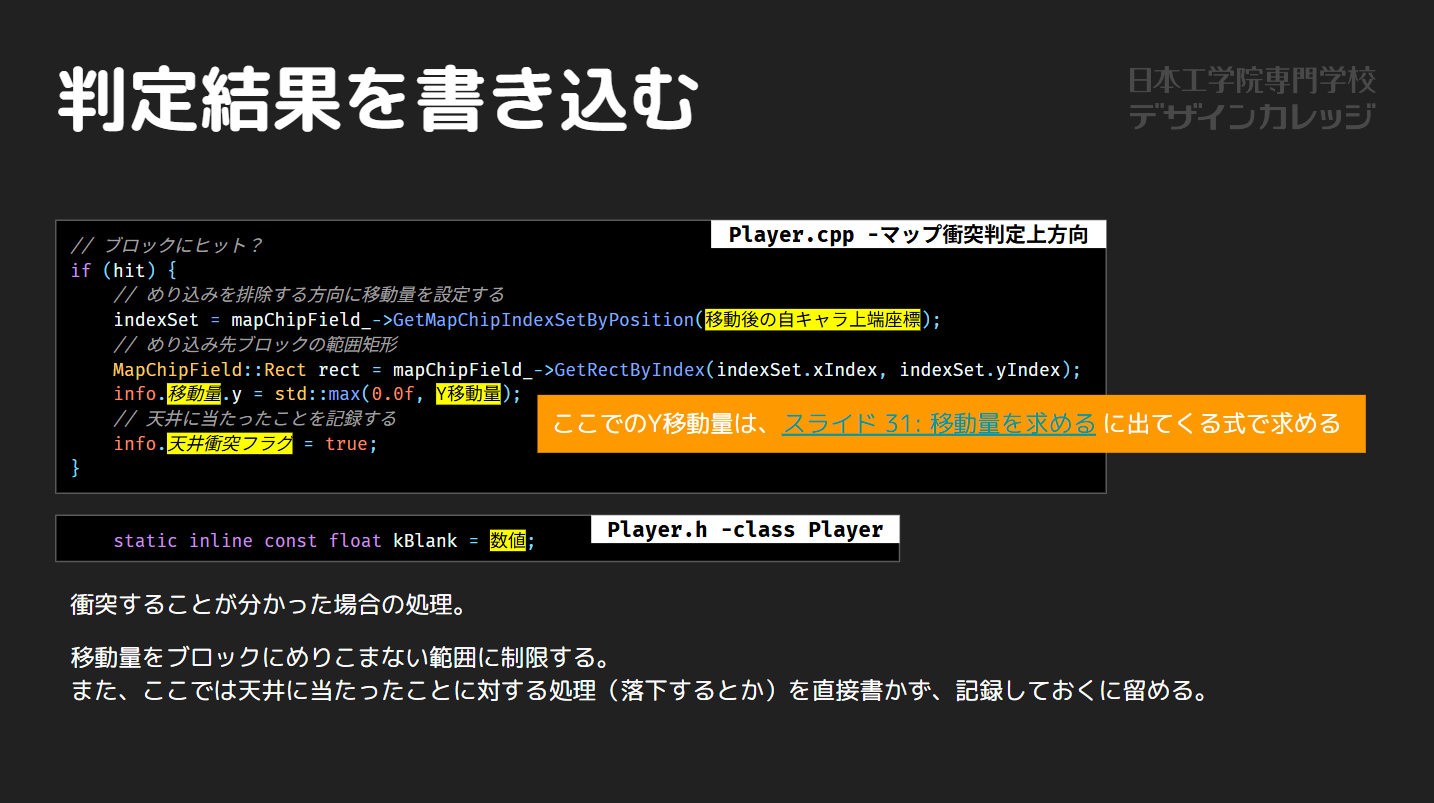 判定結果を書き込む
日本工学院専門学校
デザインカレッジ
Player.cpp -マップ衝突判定上方向
// ブロックにヒット？
if (hit) {
// めり込みを排除する方向に移動量を設定する
indexSet = mapChipField_->GetMapChipIndexSetByPosition(移動後の自キャラ上端座標);
// めり込み先ブロックの範囲矩形
MapChipField::Rect rect = mapChipField_->GetRectByIndex(indexSet.xIndex, indexSet.yIndex);
info.移動量.y = std::max(0.0f, Y移動量);
// 天井に当たったことを記録する
info.天井衝突フラグ = true;
}
ここでのY移動量は、スライド 31: 移動量を求める に出てくる式で求める
Player.h -class Player
static inline const float kBlank = 数値;
衝突することが分かった場合の処理。
移動量をブロックにめりこまない範囲に制限する。
また、ここでは天井に当たったことに対する処理（落下するとか）を直接書かず、記録しておくに留める。